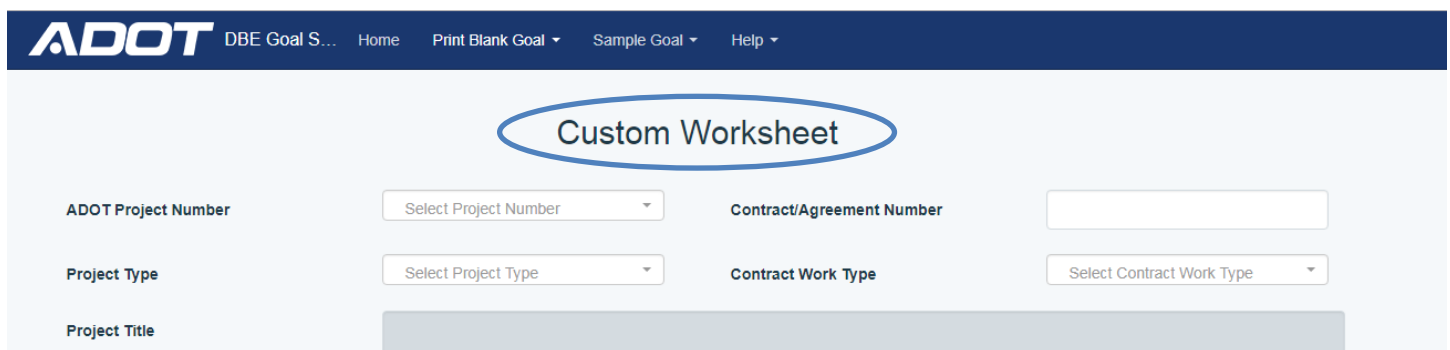 ADOT DBE Goal S... Home Print Blank Goal Sample Goal Help
Custom Worksheet
ADOT Project Number Select Project Number Contract/Agreement Number
Project Type Select Project Type Contract Work Type Select Contract Work Type
Project Title